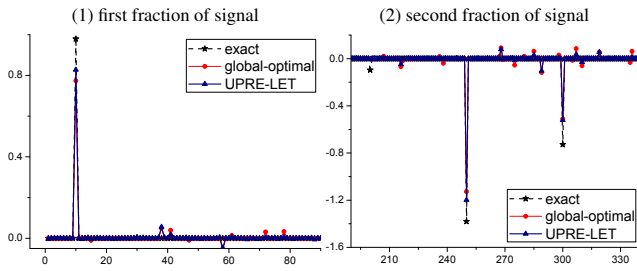 (1) first fraction of signal
(2) second fraction of signal
exact
global-optimal
UPRE-LET
0.8
0.4
0.0
0 20 40 60 80
0.0
-0.4
-0.8
-1.2
-1.6
exact
global-optimal
UPRE-LET
210 240 270 300 330